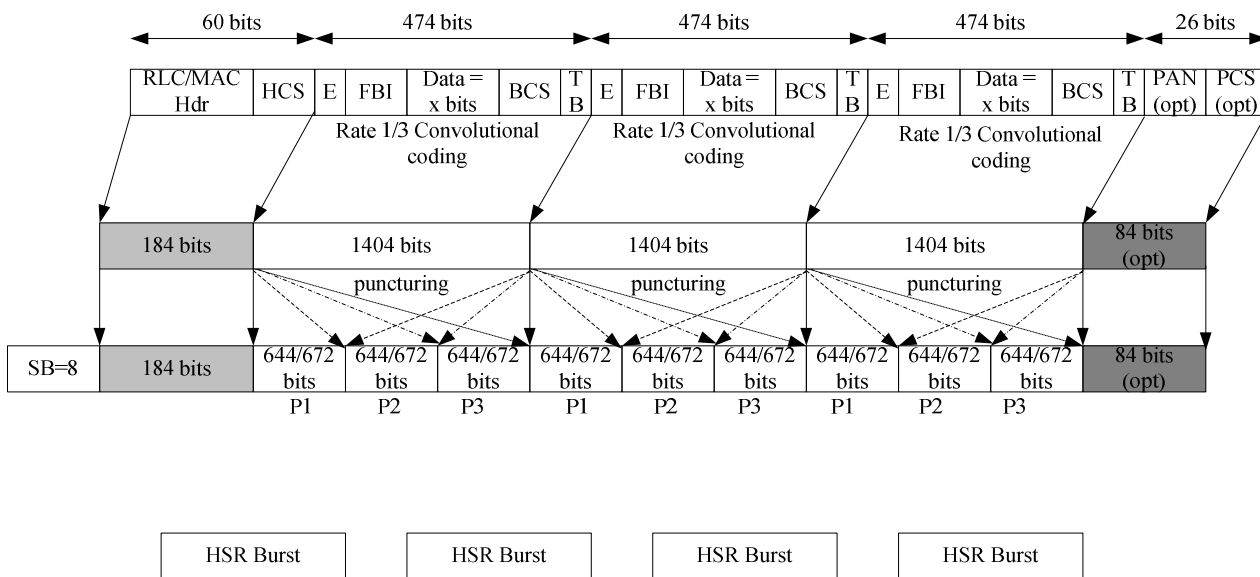 60 bits 474 bits 474 bits 474 bits 26 bits
RLC/MAC Hdr HCS E FBI Data = x bits BCS T B E FBI Data = x bits BCS T B E FBI Data = x bits BCS T B PAN (opt) PCS (opt)
Rate 1/3 Convolutional coding
Rate 1/3 Convolutional coding
Rate 1/3 Convolutional coding
184 bits 1404 bits 1404 bits 1404 bits 84 bits (opt)
puncturing puncturing puncturing
SB=8 184 bits 644/672 bits 644/672 bits 644/672 bits 644/672 bits 644/672 bits 644/672 bits 644/672 bits 644/672 bits 644/672 bits 84 bits (opt)
P1 P2 P3 P1 P2 P3 P1 P2 P3
HSR Burst HSR Burst HSR Burst HSR Burst